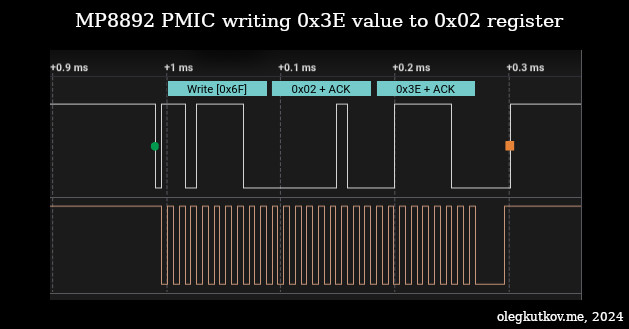 MP8892 PMIC writing 0x3E value to 0x02 register
+0.9 ms +1 ms +0.1 ms +0.2 ms +0.3 ms
Write [0x6F] 0x02 + ACK 0x3E + ACK
olegkutkov.me, 2024